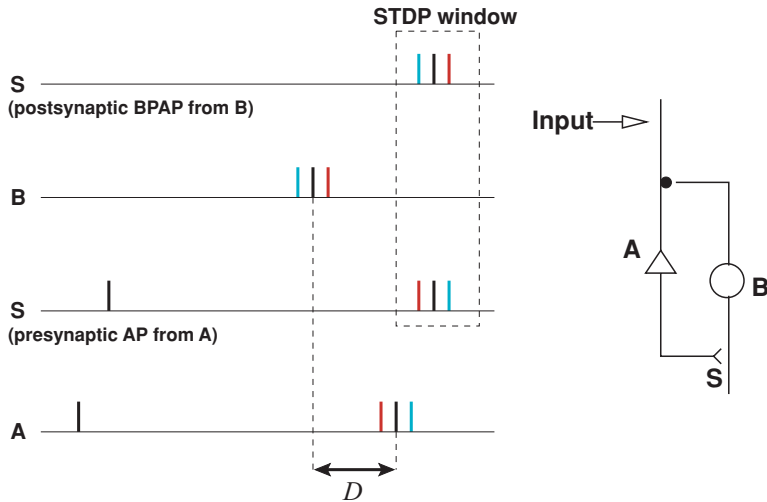 STDP window
S
(postsynaptic BPAP from B)
B
S
(presynaptic AP from A)
A
D
Input
A
B
S